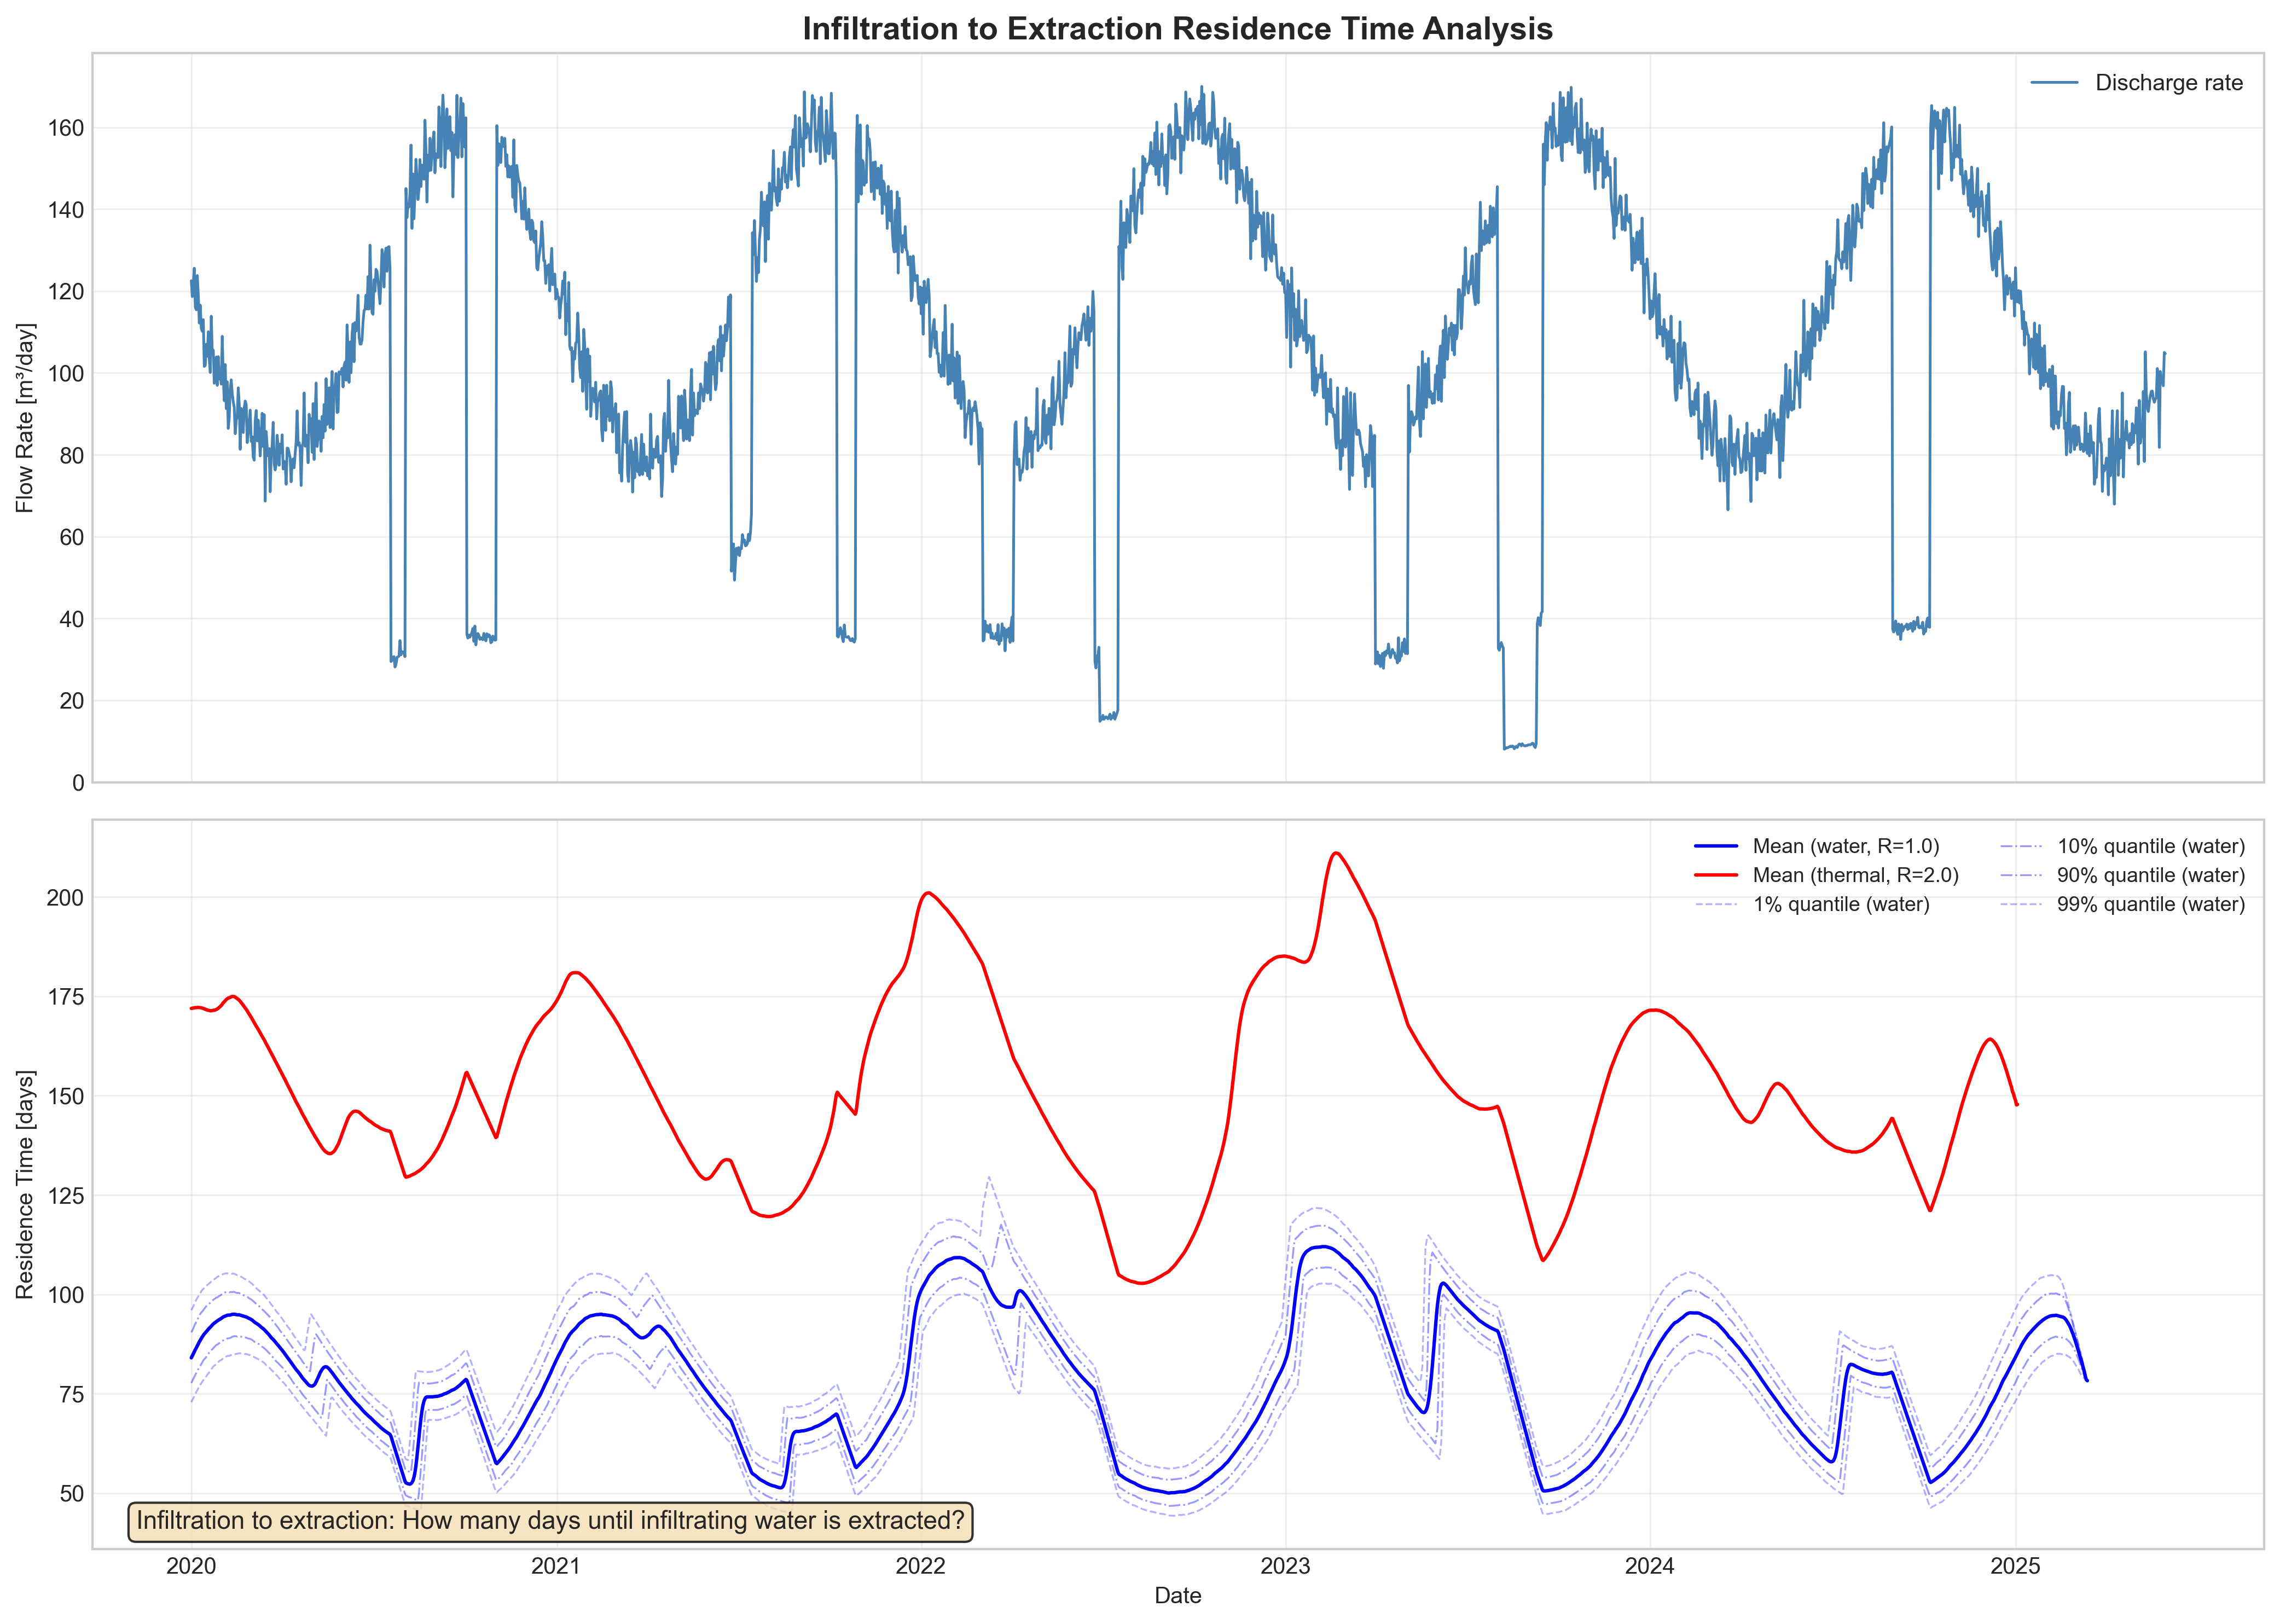 Infiltration to Extraction Residence Time Analysis
Discharge rate
Flow Rate [m³/day]
160
140
120
100
80
60
40
20
0
Mean (water, R=1.0)
Mean (thermal, R=2.0)
1% quantile (water)
10% quantile (water)
90% quantile (water)
99% quantile (water)
Residence Time [days]
200
175
150
125
100
75
50
Infiltration to extraction: How many days until infiltrating water is extracted?
2020 2021 2022 2023 2024 2025
Date